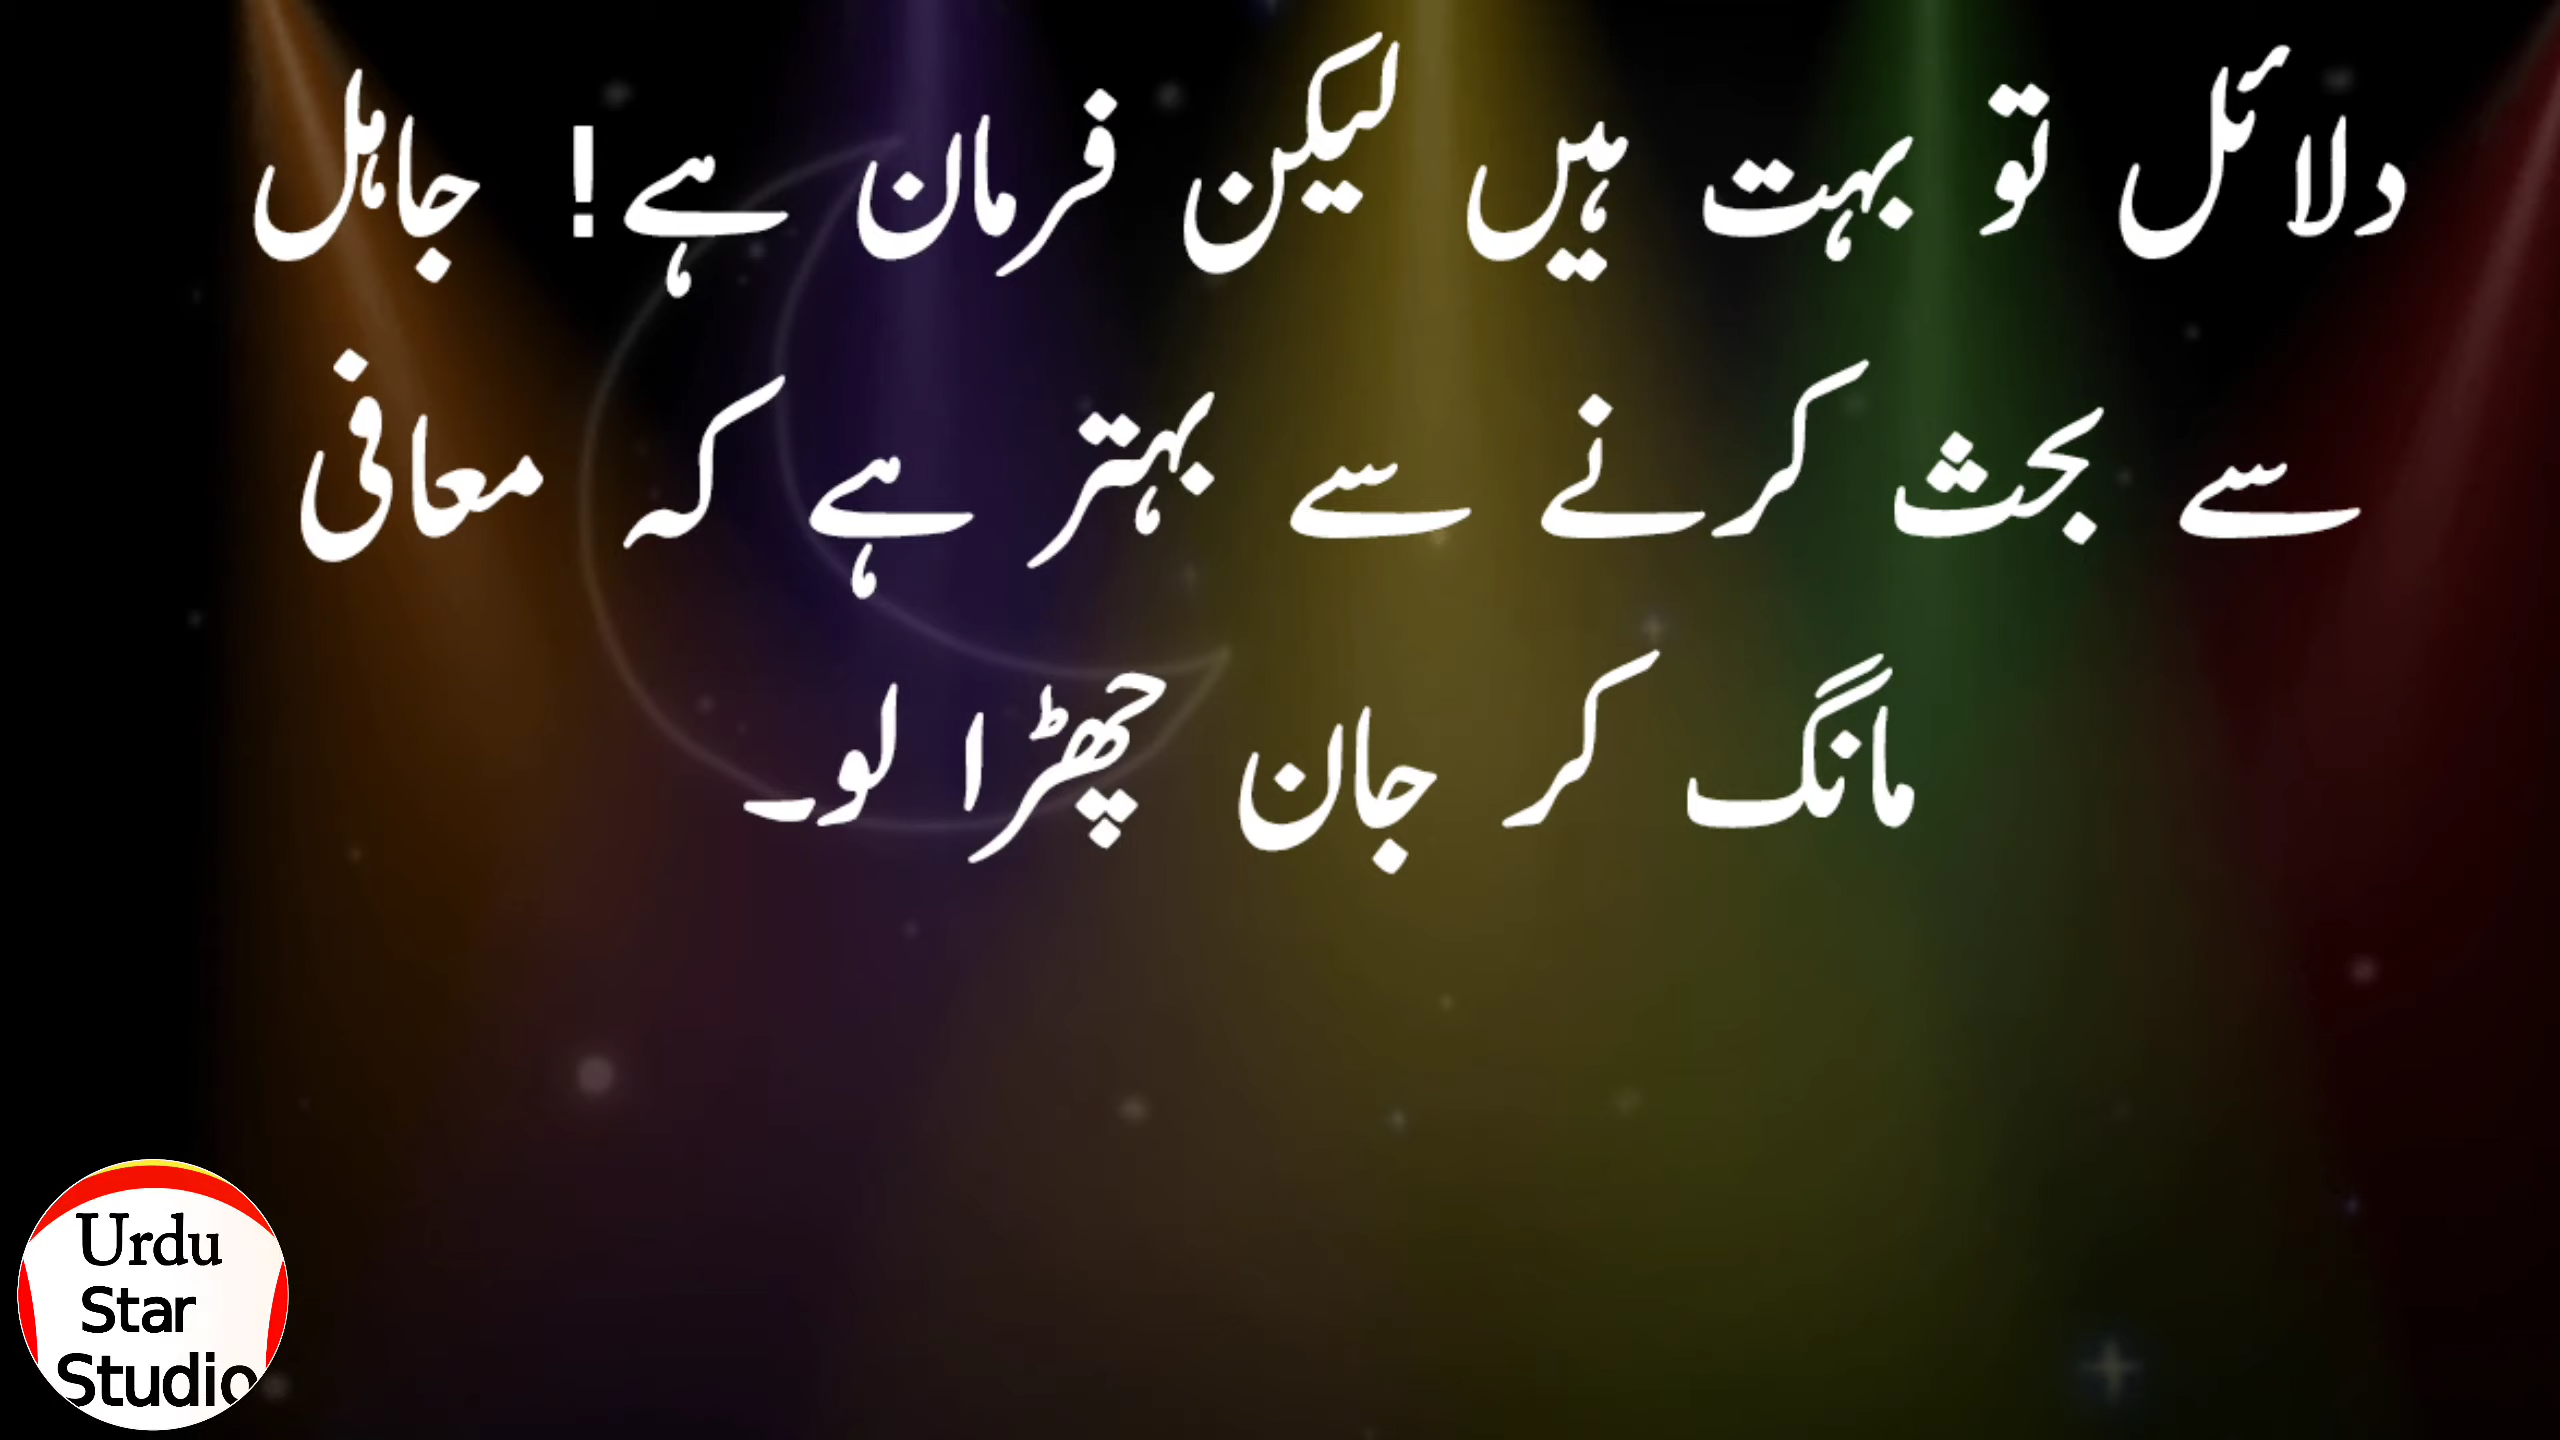 دلائل تو بہت ہیں لیکن فرمان ہے! جاہل
سے بحث کرنے سے بہتر ہے کہ معافی
مانگ کر جان چھڑا لو۔
Urdu
Star
Studio